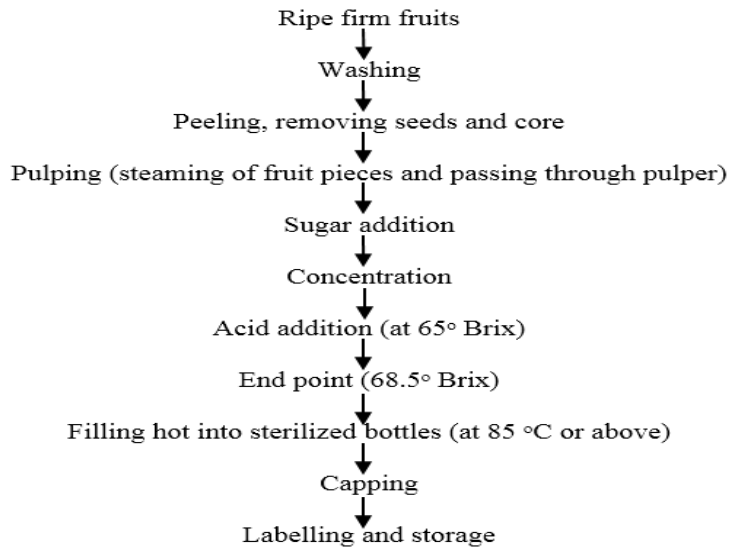 Ripe firm fruits
Washing
Peeling, removing seeds and core
Pulping (steaming of fruit pieces and passing through pulper)
Sugar addition
Concentration
Acid addition (at 65° Brix)
End point (68.5° Brix)
Filling hot into sterilized bottles (at 85 °C or above)
Capping
Labelling and storage